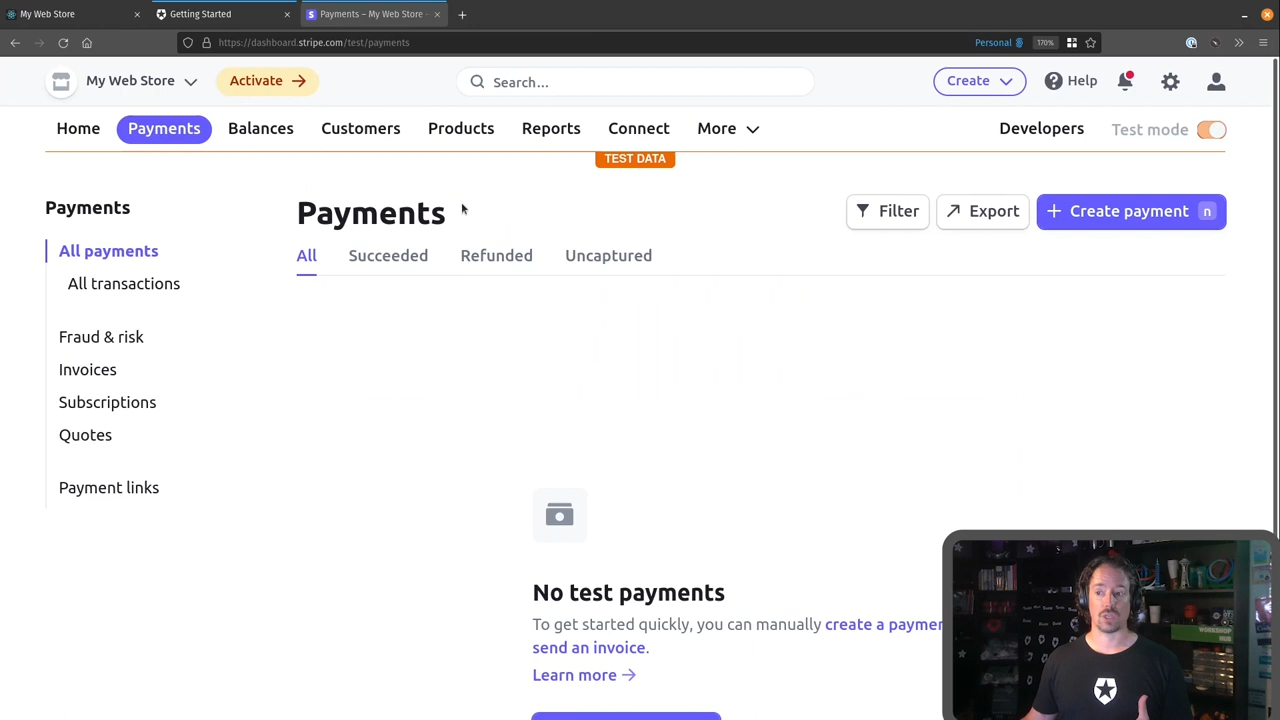 My Web Store
Getting Started
Payments – My Web Store -
https://dashboard.stripe.com/test/payments
Personal
170%
My Web Store
Activate
Search...
Create
Help
Home
Payments
Balances
Customers
Products
Reports
Connect
More
Developers
Test mode
TEST DATA
Payments
All payments
All transactions
Fraud & risk
Invoices
Subscriptions
Quotes
Payment links
Payments
Filter
Export
+ Create payment n
All
Succeeded
Refunded
Uncaptured
No test payments
To get started quickly, you can manually create a paymen
send an invoice.
Learn more
WORKSHOP
HUB